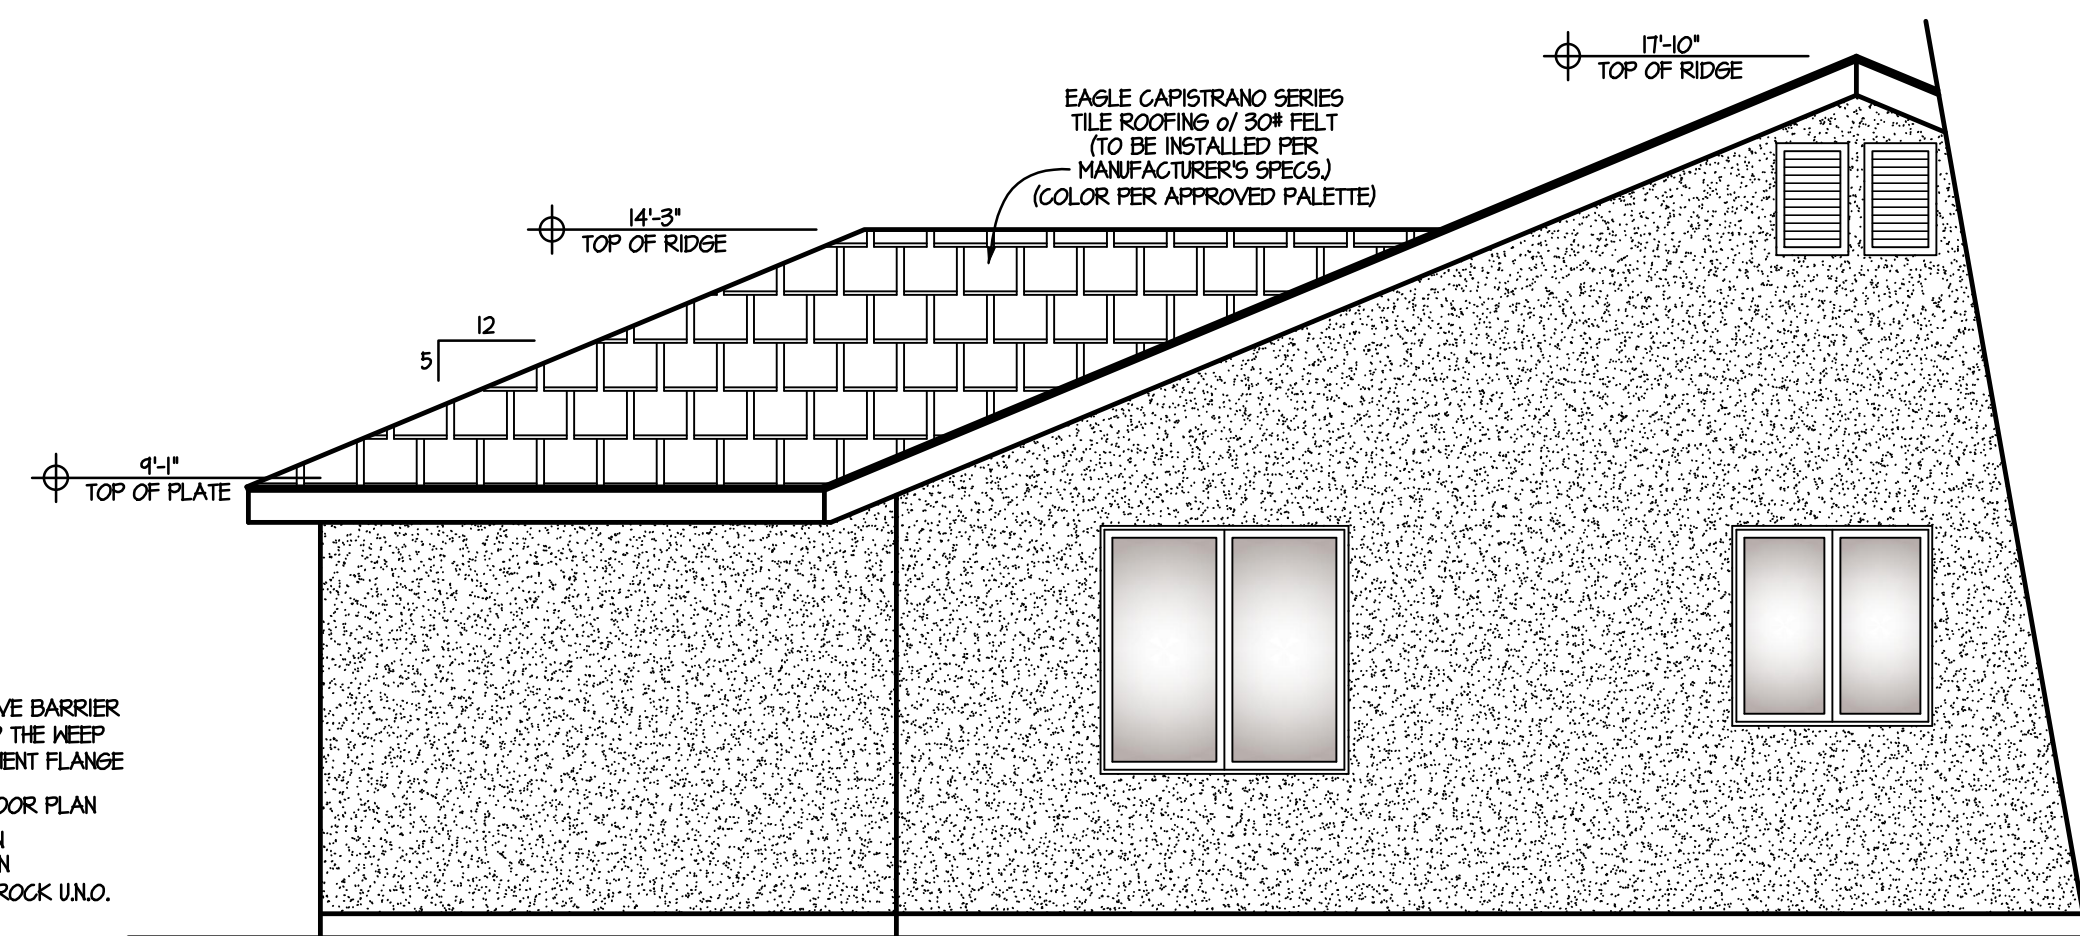 17'-10"
TOP OF RIDGE
EAGLE CAPISTRANO SERIES
TILE ROOFING o/ 30# FELT
(TO BE INSTALLED PER
MANUFACTURER'S SPECS.)
(COLOR PER APPROVED PALETTE)
14'-3"
TOP OF RIDGE
12
5
9'-1"
TOP OF PLATE
VE BARRIER
THE WEEP
MENT FLANGE
OOR PLAN
N
N
ROCK U.N.O.